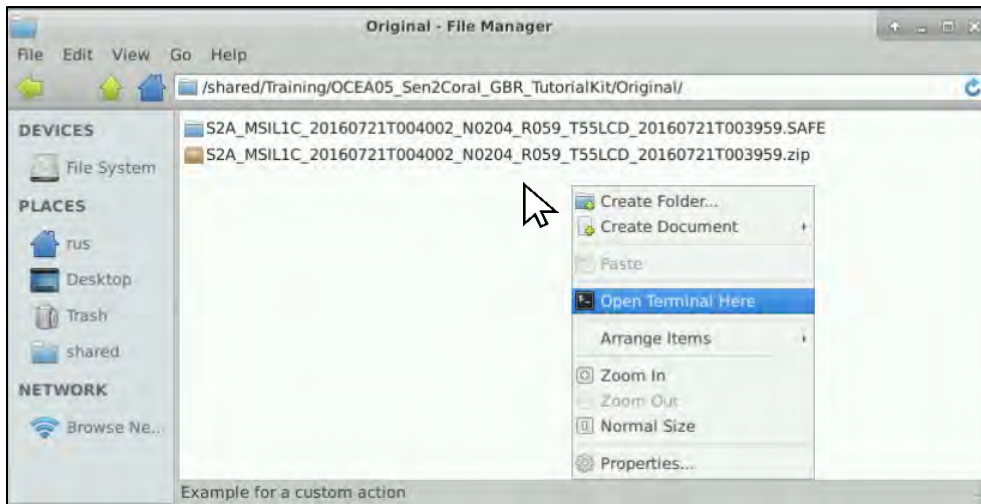 Original - File Manager
File Edit View Go Help
/shared/Training/OCEA05_Sen2Coral_GBR_TutorialKit/Original/
DEVICES
File System
PLACES
rus
Desktop
Trash
shared
NETWORK
Browse Ne...
S2A_MSIL1C_20160721T004002_N0204_R059_T55LCD_20160721T003959.SAFE
S2A_MSIL1C_20160721T004002_N0204_R059_T55LCD_20160721T003959.zip
Create Folder...
Create Document
Paste
Open Terminal Here
Arrange Items
Zoom In
Zoom Out
Normal Size
Properties...
Example for a custom action